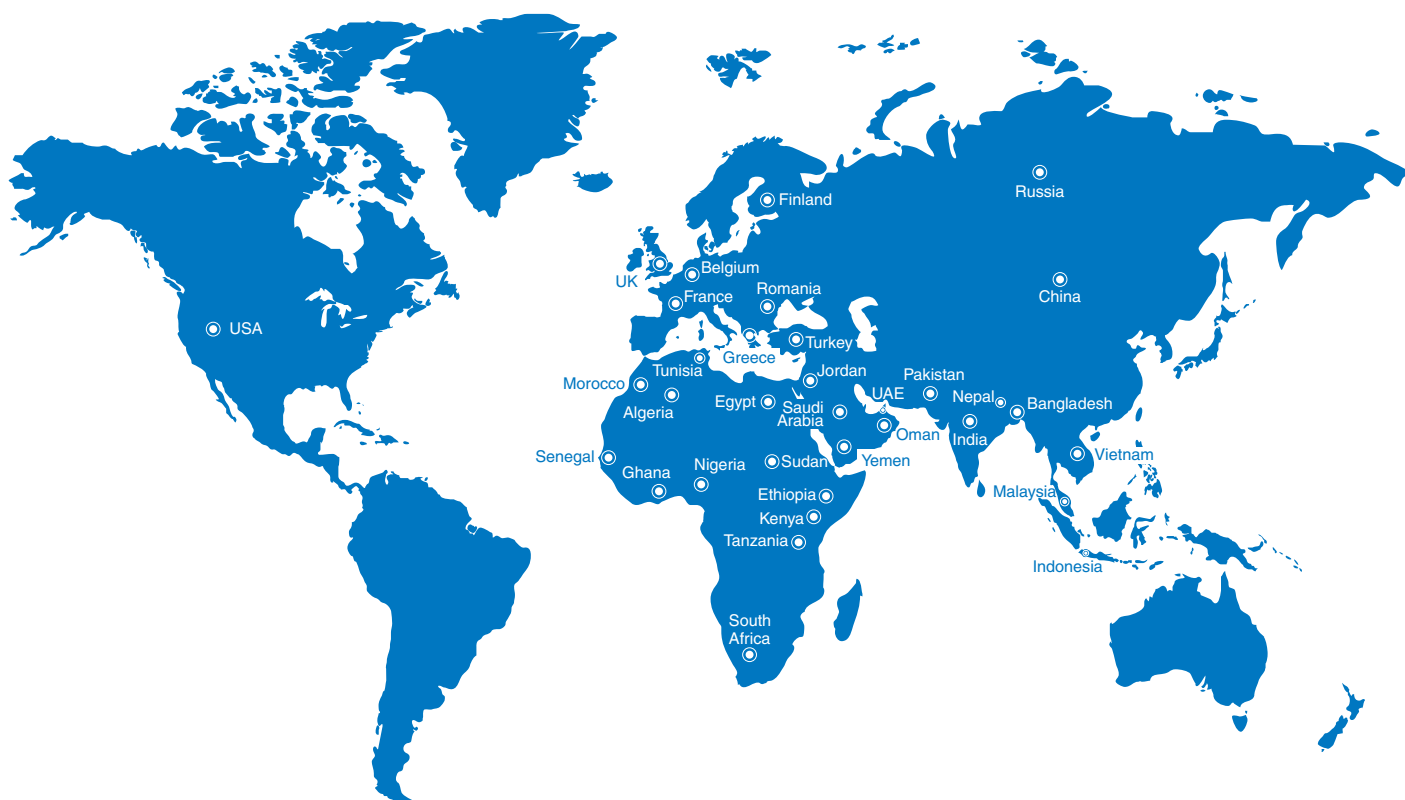 Russia
Finland
Belgium
UK
China
Romania
France
USA
Turkey
Greece
Tunisia
Jordan
Pakistan
Morocco
UAE
Nepal
Egypt
Saudi
Arabia
Bangladesh
Algeria
Oman
India
Vietnam
Senegal
Yemen
Sudan
Nigeria
Ghana
Malaysia
Ethiopia
Kenya
Tanzania
Indonesia
South
Africa